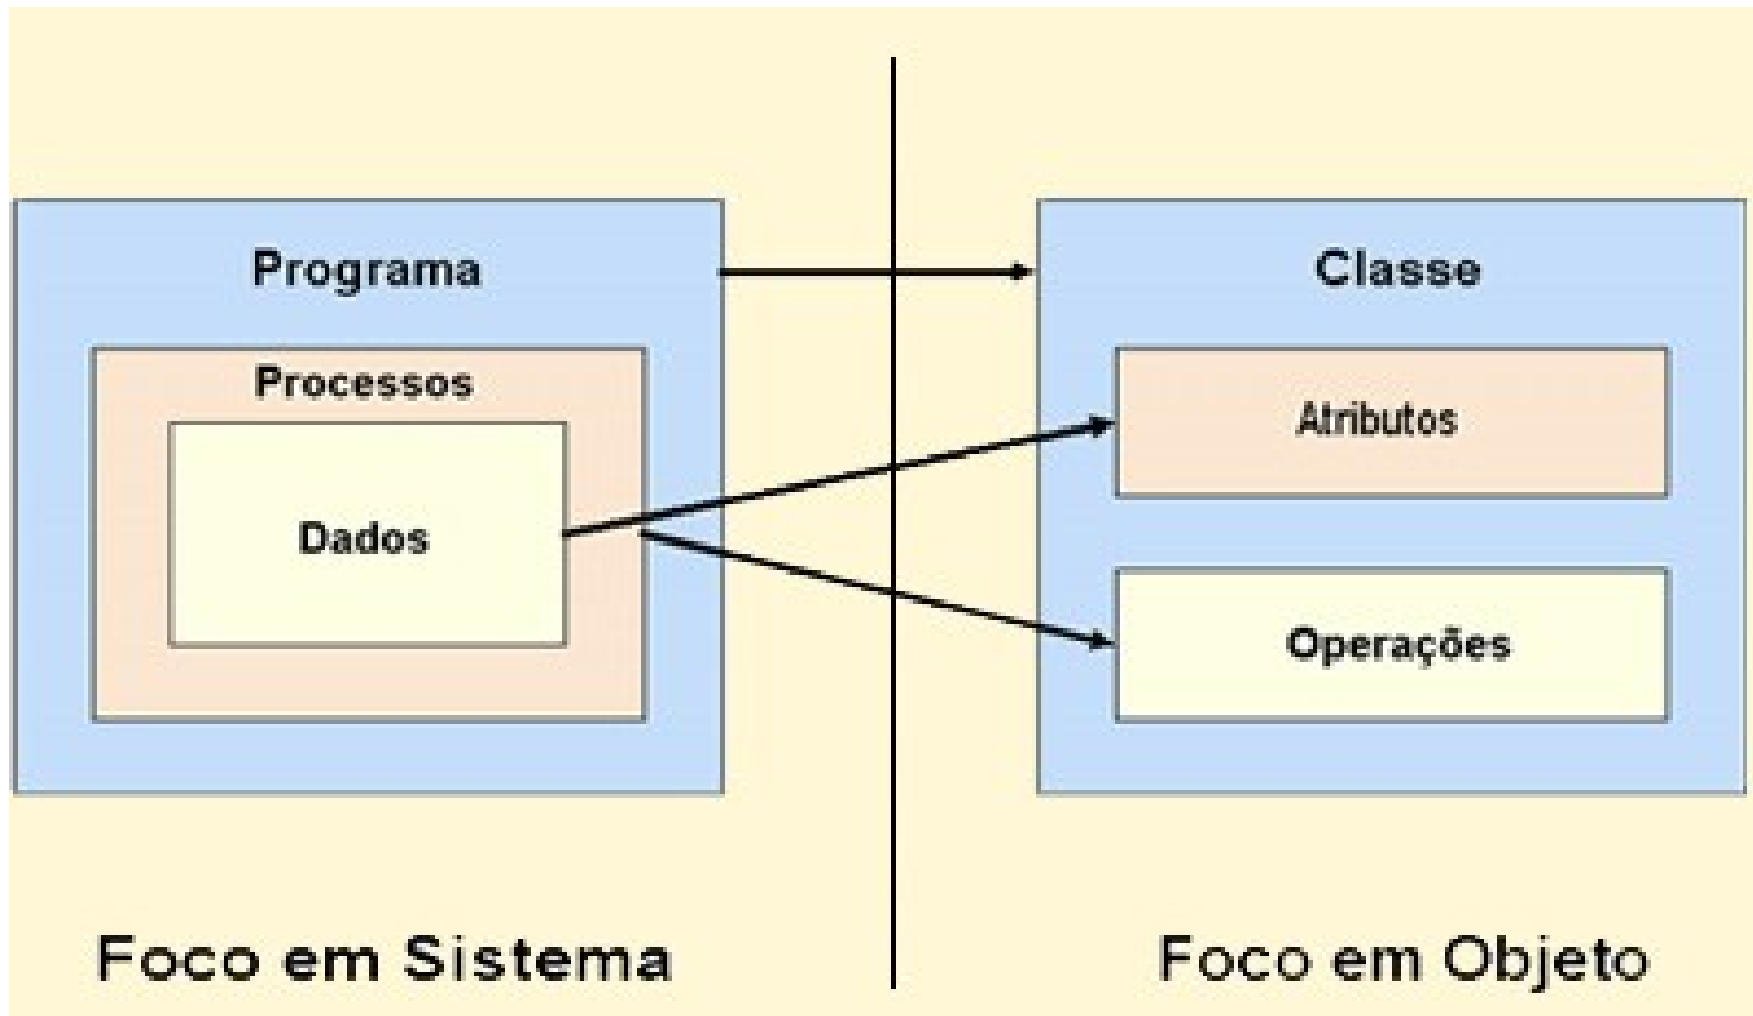 Programa
Processos
Dados
Foco em Sistema
Classe
Atributos
Operações
Foco em Objeto